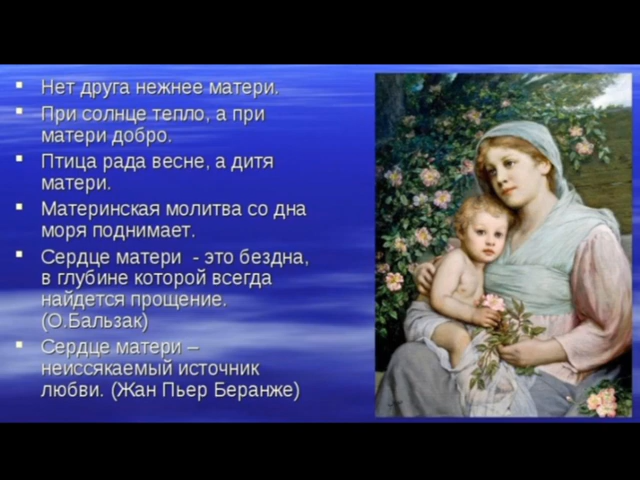 Нет друга нежнее матери.
При солнце тепло, а при
матери добро.
Птица рада весне, а дитя
матери.
Материнская молитва со дна
моря поднимает.
Сердце матери - это бездна,
в глубине которой всегда
найдется прощение.
(О.Бальзак)
Сердце матери –
неиссякаемый источник
любви. (Жан Пьер Беранже)